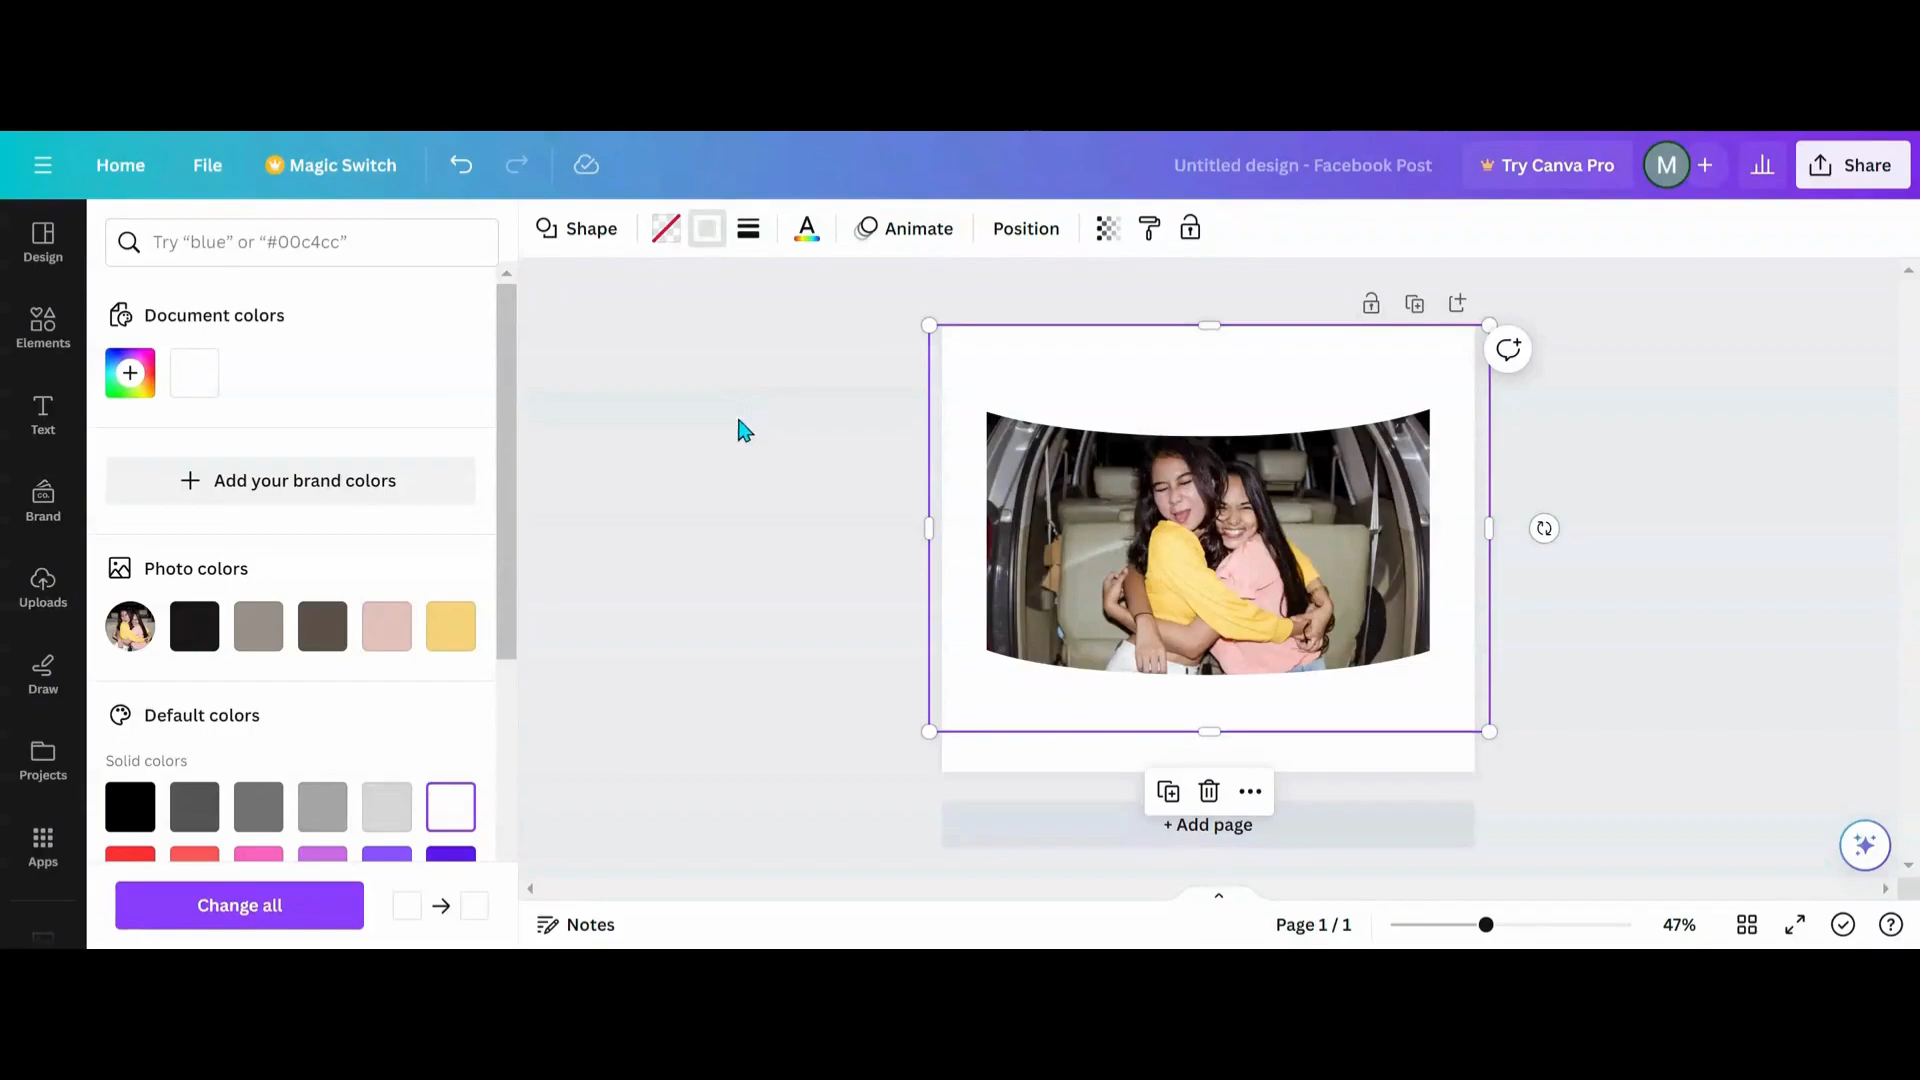 Home
File
Magic Switch
Untitled design - Facebook Post
Try Canva Pro
M
Share
Design
Elements
Text
Brand
Uploads
Draw
Projects
Apps
Try “blue” or “#00c4cc”
Document colors
Add your brand colors
Photo colors
Default colors
Solid colors
Change all
Shape
A
Animate
Position
+ Add page
Notes
Page 1 / 1
47%